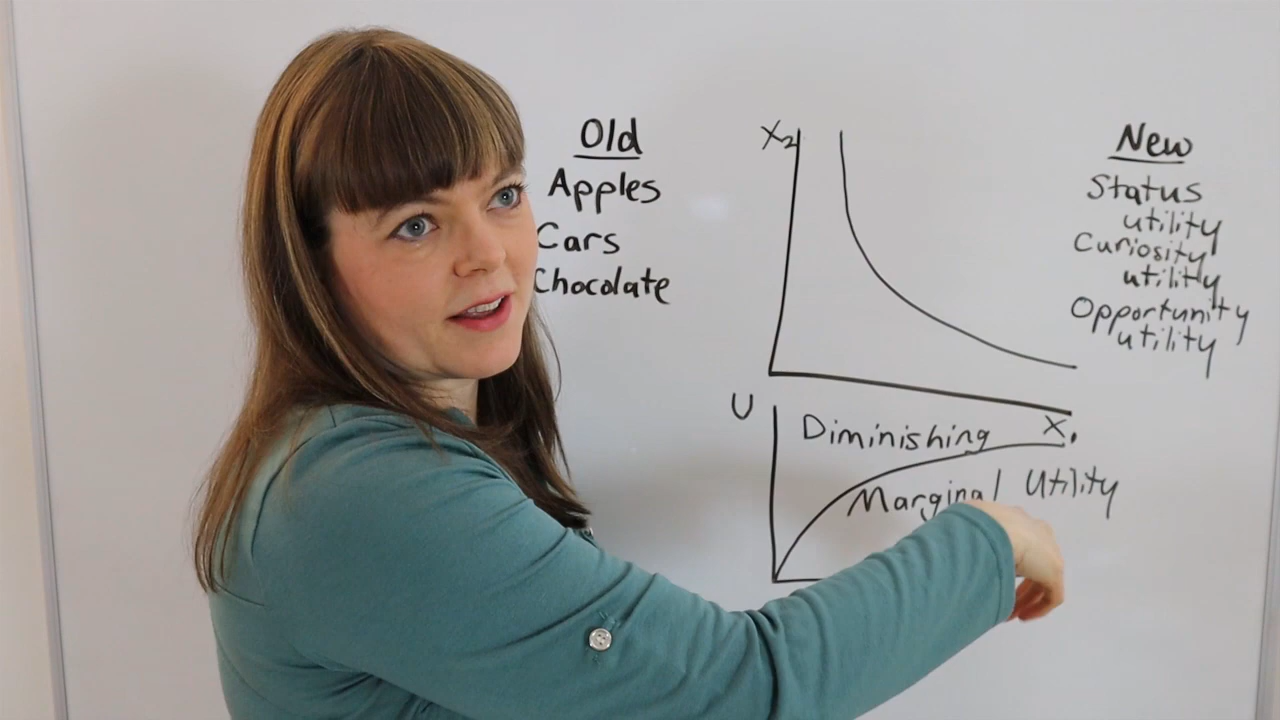 Old
Apples
Cars
Chocolate
X₂
X₁
U
Diminishing
Marginal Utility
New
Status
utility
Curiosity
utility
Opportunity
utility